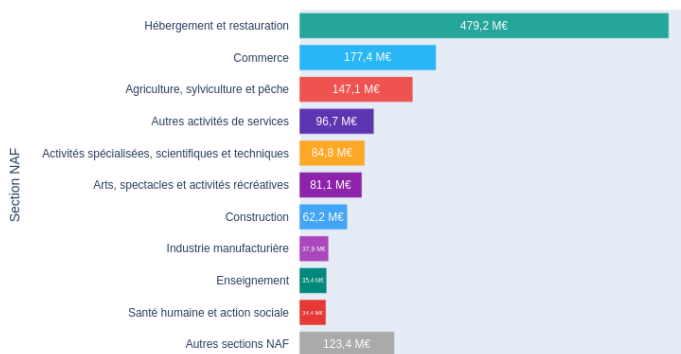 Section NAF
Hébergement et restauration 479,2 M€
Commerce 177,4 M€
Agriculture, sylviculture et pêche 147,1 M€
Autres activités de services 96,7 M€
Activités spécialisées, scientifiques et techniques 84,8 M€
Arts, spectacles et activités récréatives 81,1 M€
Construction 62,2 M€
Industrie manufacturière 37,9 M€
Enseignement 35,4 M€
Santé humaine et action sociale 34,4 M€
Autres sections NAF 123,4 M€